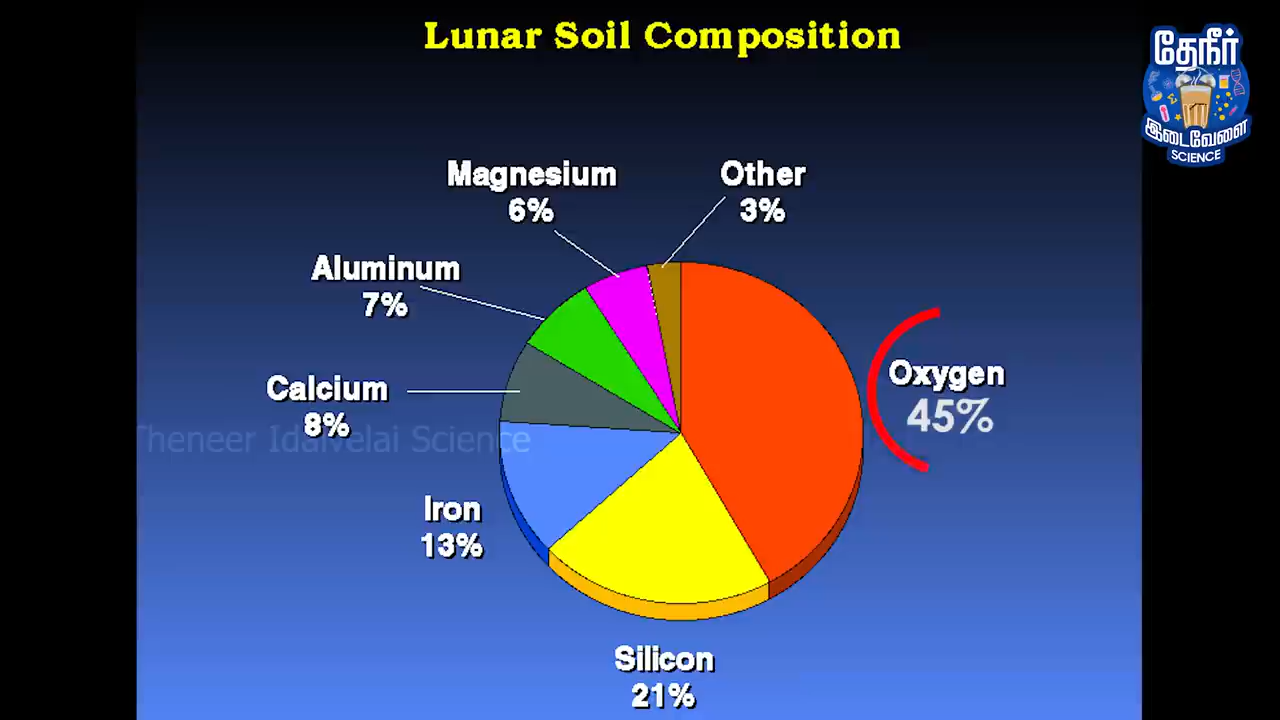 Lunar Soil Composition
தேநீர்
இடைவேளை
SCIENCE
Magnesium
6%
Other
3%
Aluminum
7%
Oxygen
45%
Calcium
8%
Theneer Idaivelai Science
Iron
13%
Silicon
21%